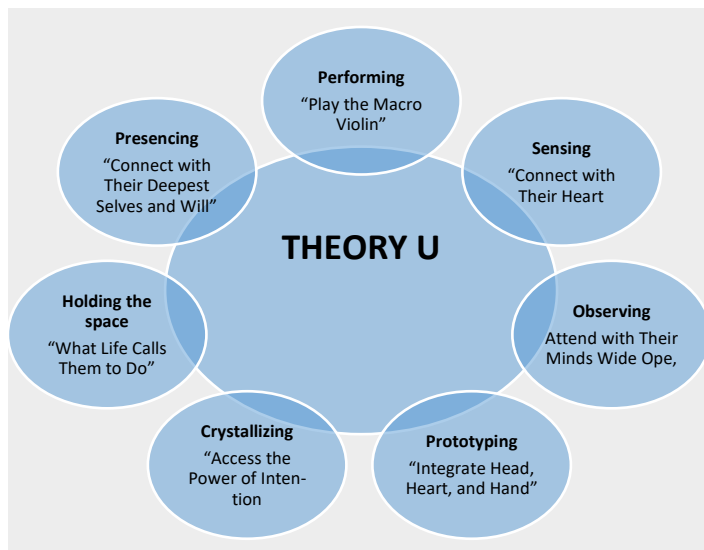 Performing
“Play the Macro
Violin”
Presencing
“Connect with
Their Deepest
Selves and Will”
Sensing
“Connect with
Their Heart
THEORY U
Holding the
space
“What Life Calls
Them to Do”
Observing
Attend with Their
Minds Wide Ope,
Crystallizing
“Access the
Power of Inten-
tion
Prototyping
“Integrate Head,
Heart, and Hand”